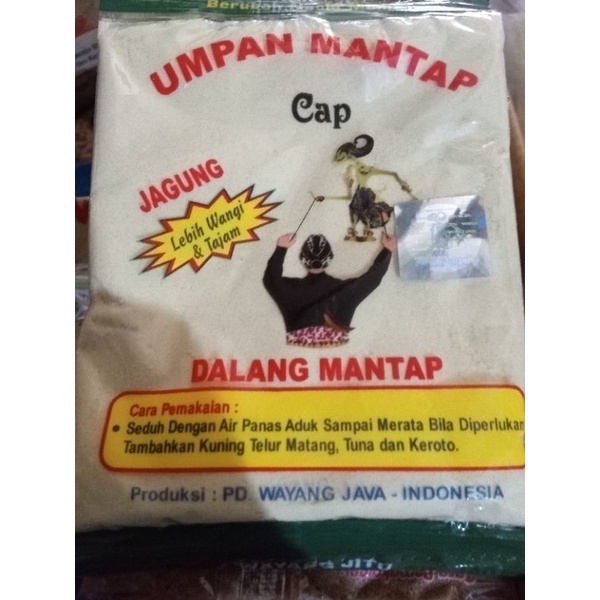 UMPAN MANTAP
Cap
JAGUNG
Lebih Wangi
& Tajam
DALANG MANTAP
Cara Pemakaian :
• Seduh Dengan Air Panas Aduk Sampai Merata Bila Diperlukan
Tambahkan Kuning Telur Matang, Tuna dan Keroto.
Produksi : PD. WAYANG JAVA - INDONESIA